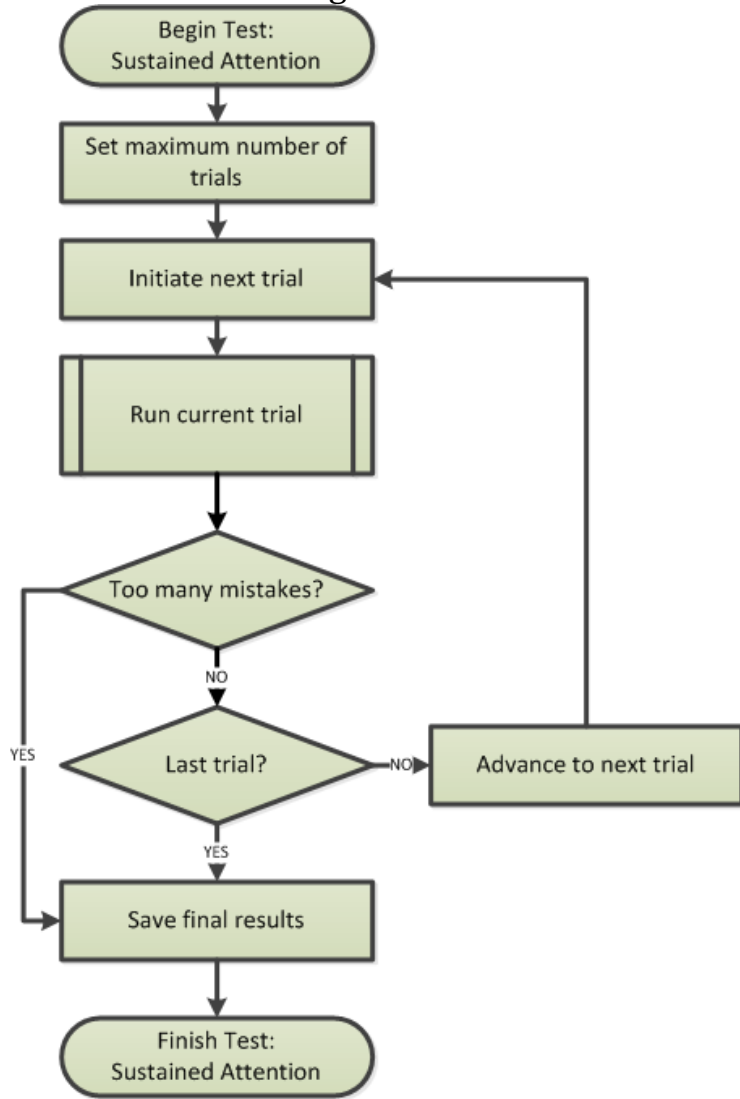 Begin Test:
Sustained Attention
Set maximum number of
trials
Initiate next trial
Run current trial
Too many mistakes?
NO
YES
Last trial?
NO
Advance to next trial
YES
Save final results
Finish Test:
Sustained Attention